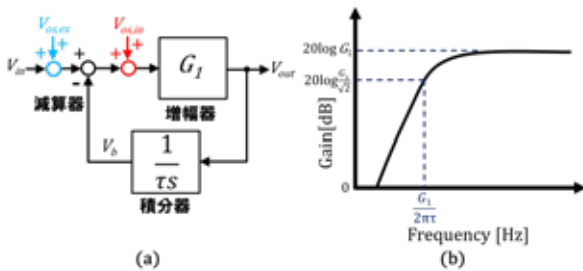 V_os,ex
V_os,in
V_in
+
+
+
-
+
+
G_1
V_out
減算器
増幅器
V_b
1/τs
積分器
(a)
Gain[dB]
20log G_1
20log G_1/√2
0
G_1/2πτ
Frequency [Hz]
(b)